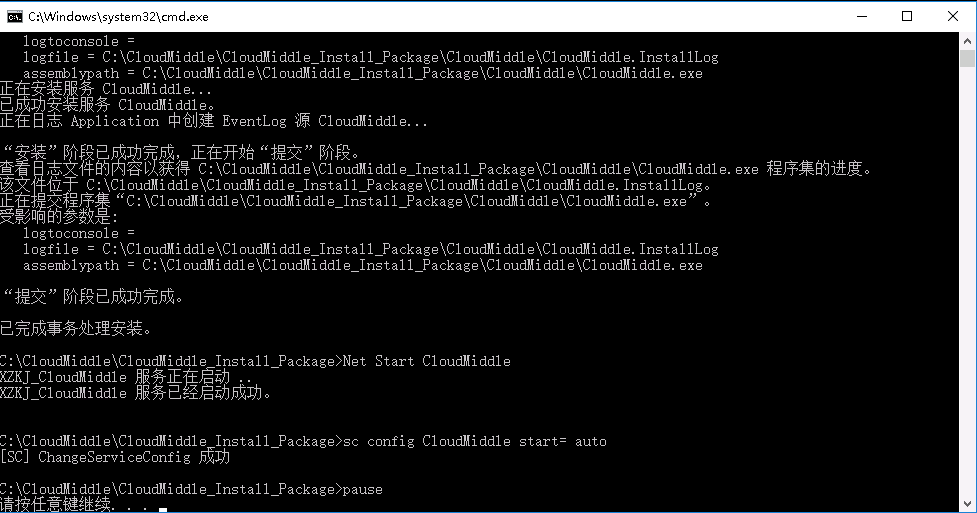 C:\Windows\system32\cmd.exe
logtoconsole =
logfile = C:\CloudMiddle\CloudMiddle_Install_Package\CloudMiddle\CloudMiddle.InstallLog
assemblypath = C:\CloudMiddle\CloudMiddle_Install_Package\CloudMiddle\CloudMiddle.exe
正在安装服务 CloudMiddle...
已成功安装服务 CloudMiddle。
正在日志 Application 中创建 EventLog 源 CloudMiddle...
“安装”阶段已成功完成，正在开始“提交”阶段。
查看日志文件的内容以获得 C:\CloudMiddle\CloudMiddle_Install_Package\CloudMiddle\CloudMiddle.exe 程序集的进度。
该文件位于 C:\CloudMiddle\CloudMiddle_Install_Package\CloudMiddle\CloudMiddle.InstallLog。
正在提交程序集“C:\CloudMiddle\CloudMiddle_Install_Package\CloudMiddle\CloudMiddle.exe”。
受影响的参数是:
logtoconsole =
logfile = C:\CloudMiddle\CloudMiddle_Install_Package\CloudMiddle\CloudMiddle.InstallLog
assemblypath = C:\CloudMiddle\CloudMiddle_Install_Package\CloudMiddle\CloudMiddle.exe
“提交”阶段已成功完成。
已完成事务处理安装。
C:\CloudMiddle\CloudMiddle_Install_Package>Net Start CloudMiddle
XZKJ_CloudMiddle 服务正在启动 ..
XZKJ_CloudMiddle 服务已经启动成功。
C:\CloudMiddle\CloudMiddle_Install_Package>sc config CloudMiddle start= auto
[SC] ChangeServiceConfig 成功
C:\CloudMiddle\CloudMiddle_Install_Package>pause
请按任意键继续. . .